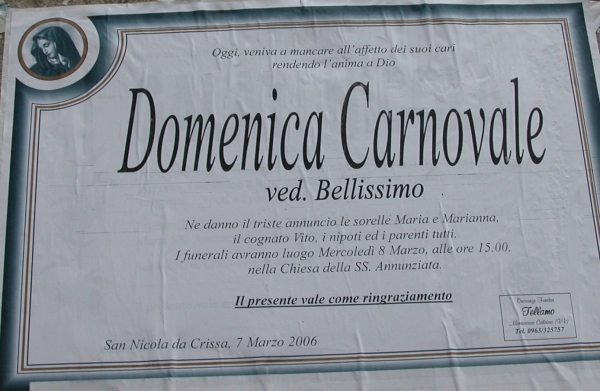 Oggi, veniva a mancare all'affetto dei suoi cari
rendendo l'anima a Dio
Domenica Carnovale
ved. Bellissimo
Ne danno il triste annuncio le sorelle Maria e Marianna,
il cognato Vito, i nipoti ed i parenti tutti.
I funerali avranno luogo Mercoledì 8 Marzo, alle ore 15.00,
nella Chiesa della SS. Annunziata.
Il presente vale come ringraziamento
San Nicola da Crissa, 7 Marzo 2006
Tellamo
Tel. 0963/325757